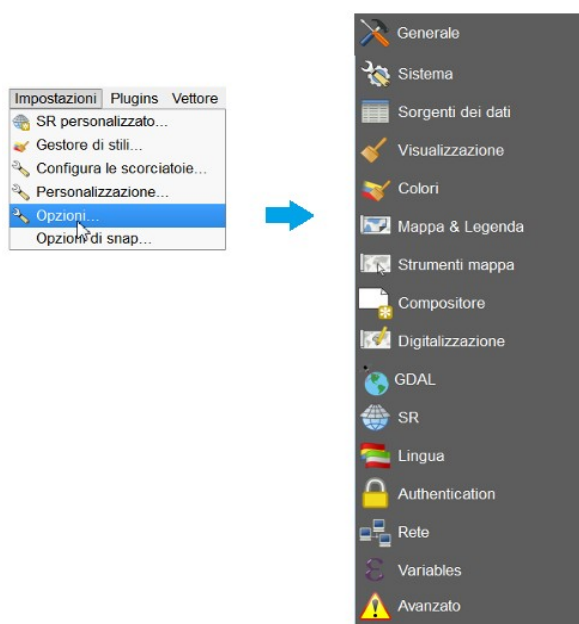 Impostazioni Plugins Vettore
SR personalizzato...
Gestore di stili...
Configura le scorciatoie...
Personalizzazione...
Opzioni...
Opzioni di snap...
Generale
Sistema
Sorgenti dei dati
Visualizzazione
Colori
Mappa & Legenda
Strumenti mappa
Compositore
Digitalizzazione
GDAL
SR
Lingua
Authentication
Rete
Variables
Avanzato